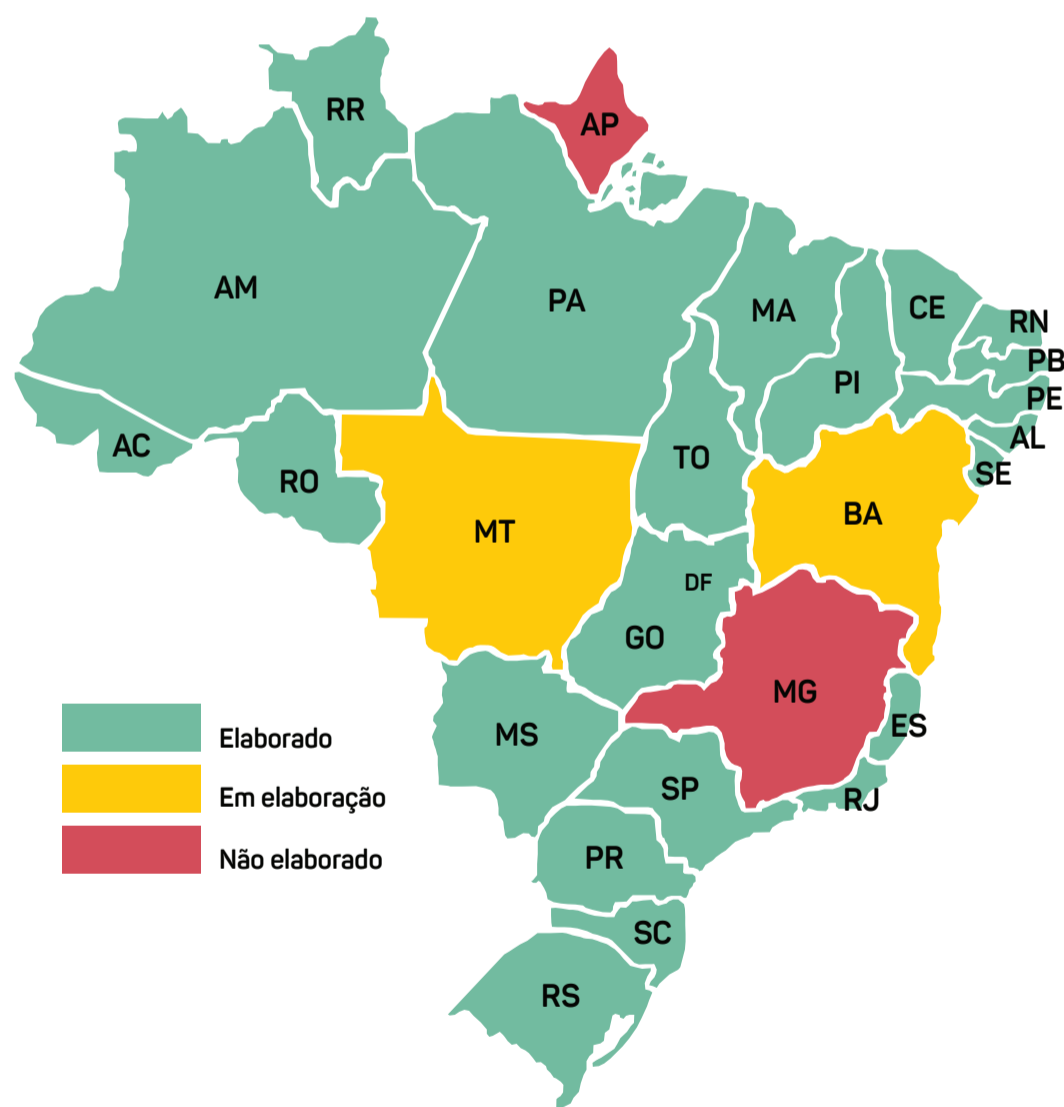 RR
AP
AM
PA
MA
CE
RN
PB
PI
PE
AC
TO
AL
RO
SE
MT
BA
DF
GO
MG
MS
ES
SP
RJ
PR
SC
RS
Elaborado
Em elaboração
Não elaborado